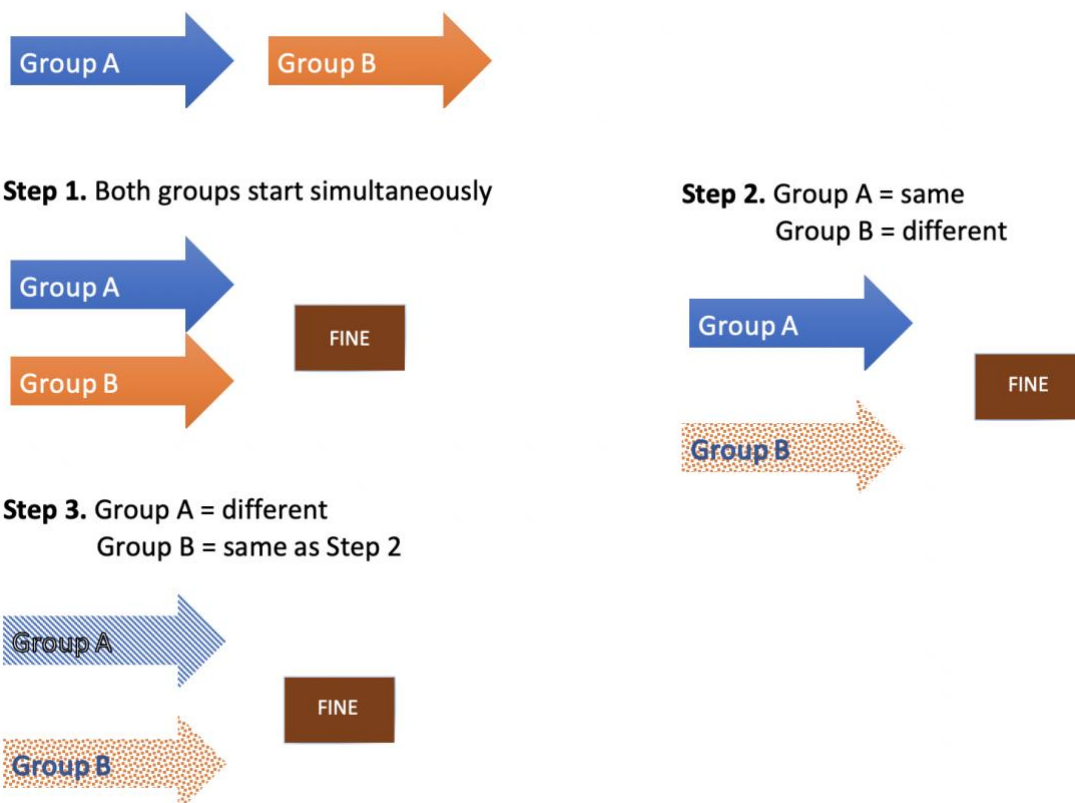 Group A
Group B
Step 1. Both groups start simultaneously
Group A
FINE
Group B
Step 2. Group A = same
Group B = different
Group A
FINE
Group B
Step 3. Group A = different
Group B = same as Step 2
Group A
FINE
Group B